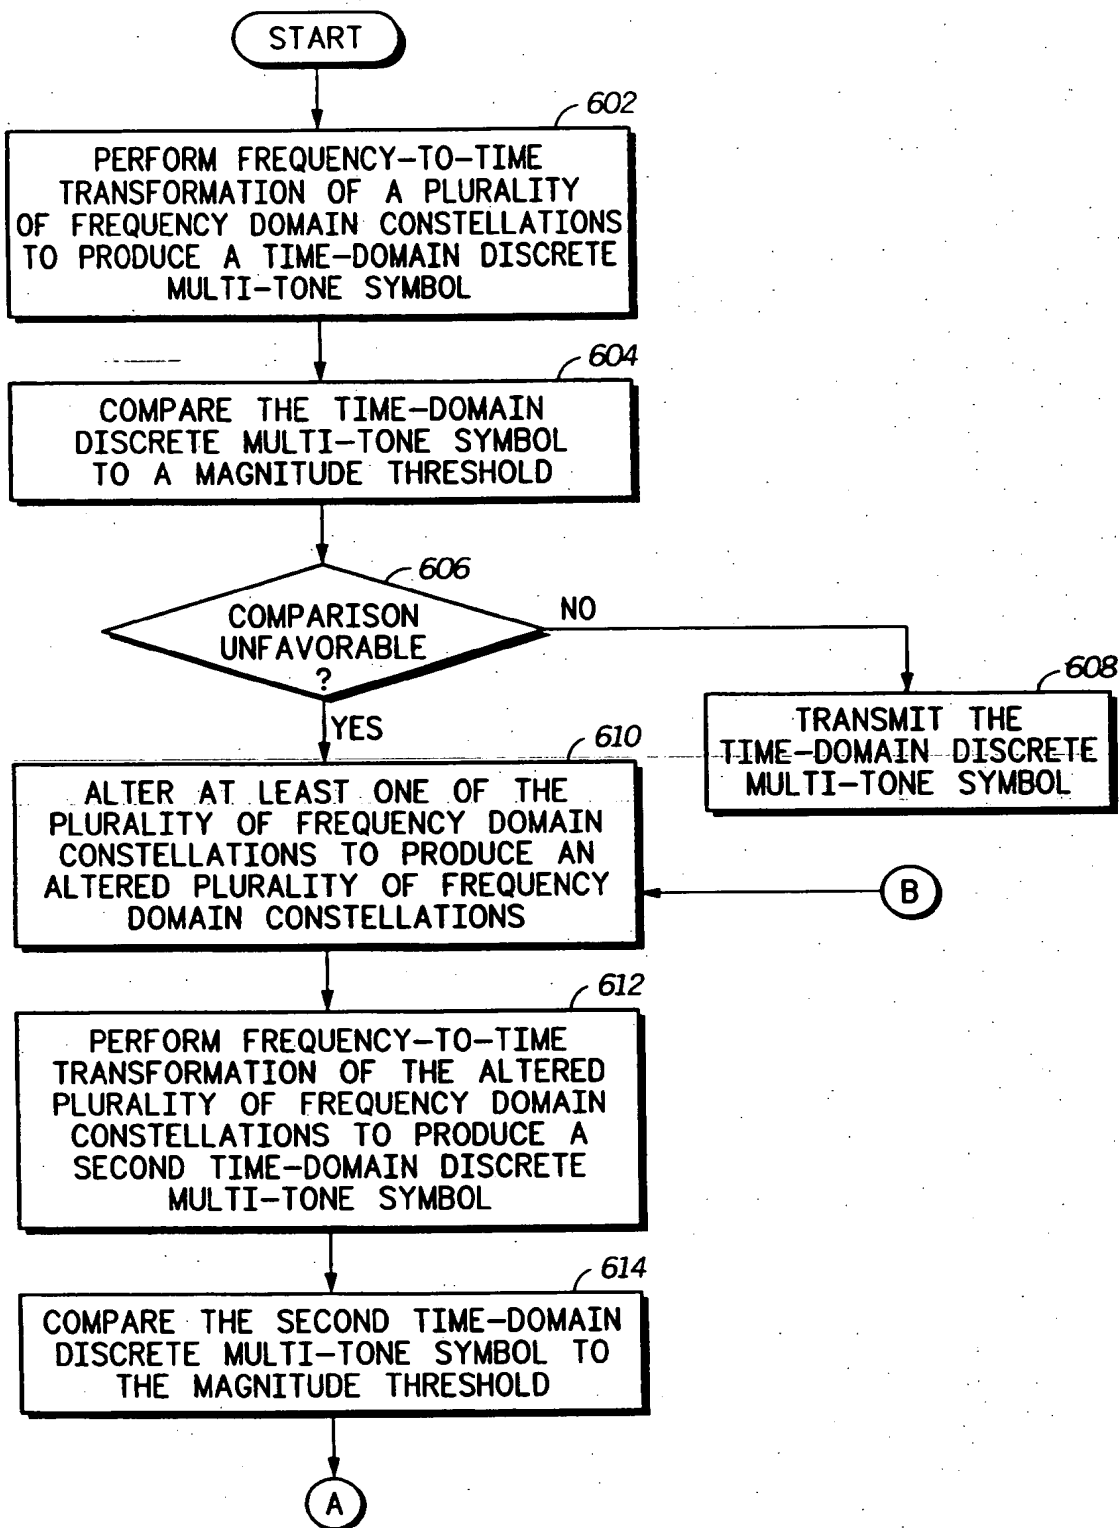 START
602
PERFORM FREQUENCY-TO-TIME
TRANSFORMATION OF A PLURALITY
OF FREQUENCY DOMAIN CONSTELLATIONS
TO PRODUCE A TIME-DOMAIN DISCRETE
MULTI-TONE SYMBOL
604
COMPARE THE TIME-DOMAIN
DISCRETE MULTI-TONE SYMBOL
TO A MAGNITUDE THRESHOLD
606
COMPARISON
UNFAVORABLE
?
NO
YES
608
TRANSMIT THE
TIME-DOMAIN DISCRETE
MULTI-TONE SYMBOL
610
ALTER AT LEAST ONE OF THE
PLURALITY OF FREQUENCY DOMAIN
CONSTELLATIONS TO PRODUCE AN
ALTERED PLURALITY OF FREQUENCY
DOMAIN CONSTELLATIONS
B
612
PERFORM FREQUENCY-TO-TIME
TRANSFORMATION OF THE ALTERED
PLURALITY OF FREQUENCY DOMAIN
CONSTELLATIONS TO PRODUCE A
SECOND TIME-DOMAIN DISCRETE
MULTI-TONE SYMBOL
614
COMPARE THE SECOND TIME-DOMAIN
DISCRETE MULTI-TONE SYMBOL TO
THE MAGNITUDE THRESHOLD
A